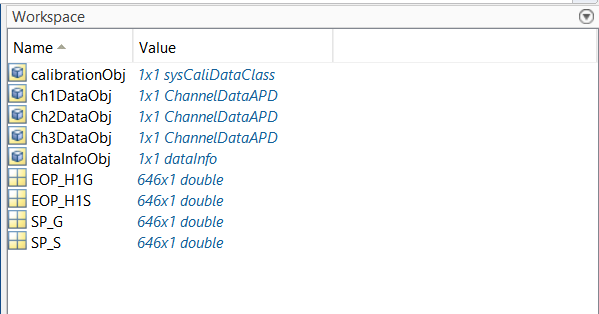 Workspace
Name Value
calibrationObj 1x1 sysCaliDataClass
Ch1DataObj 1x1 ChannelDataAPD
Ch2DataObj 1x1 ChannelDataAPD
Ch3DataObj 1x1 ChannelDataAPD
dataInfoObj 1x1 dataInfo
EOP_H1G 646x1 double
EOP_H1S 646x1 double
SP_G 646x1 double
SP_S 646x1 double